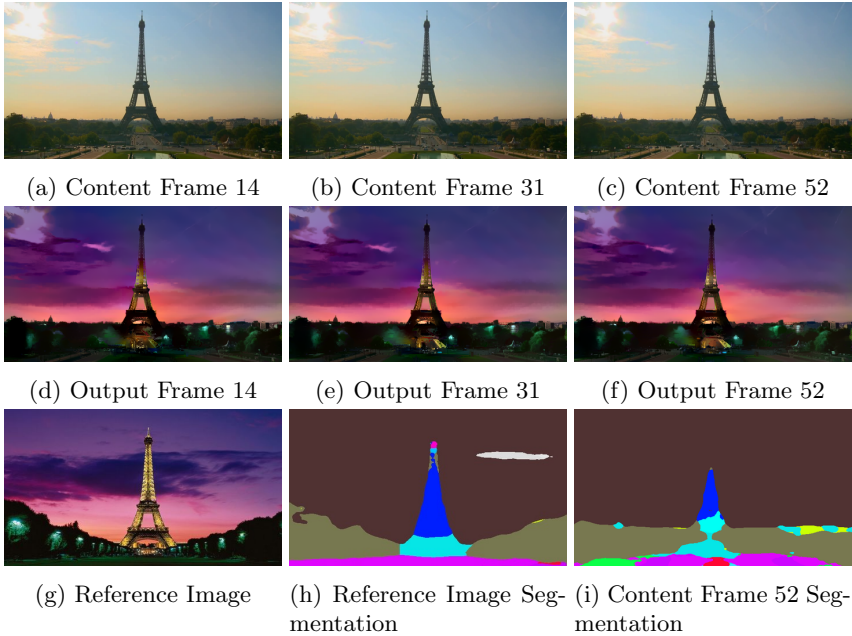 (a) Content Frame 14
(b) Content Frame 31
(c) Content Frame 52
(d) Output Frame 14
(e) Output Frame 31
(f) Output Frame 52
(g) Reference Image
(h) Reference Image Seg-
mentation
(i) Content Frame 52 Seg-
mentation